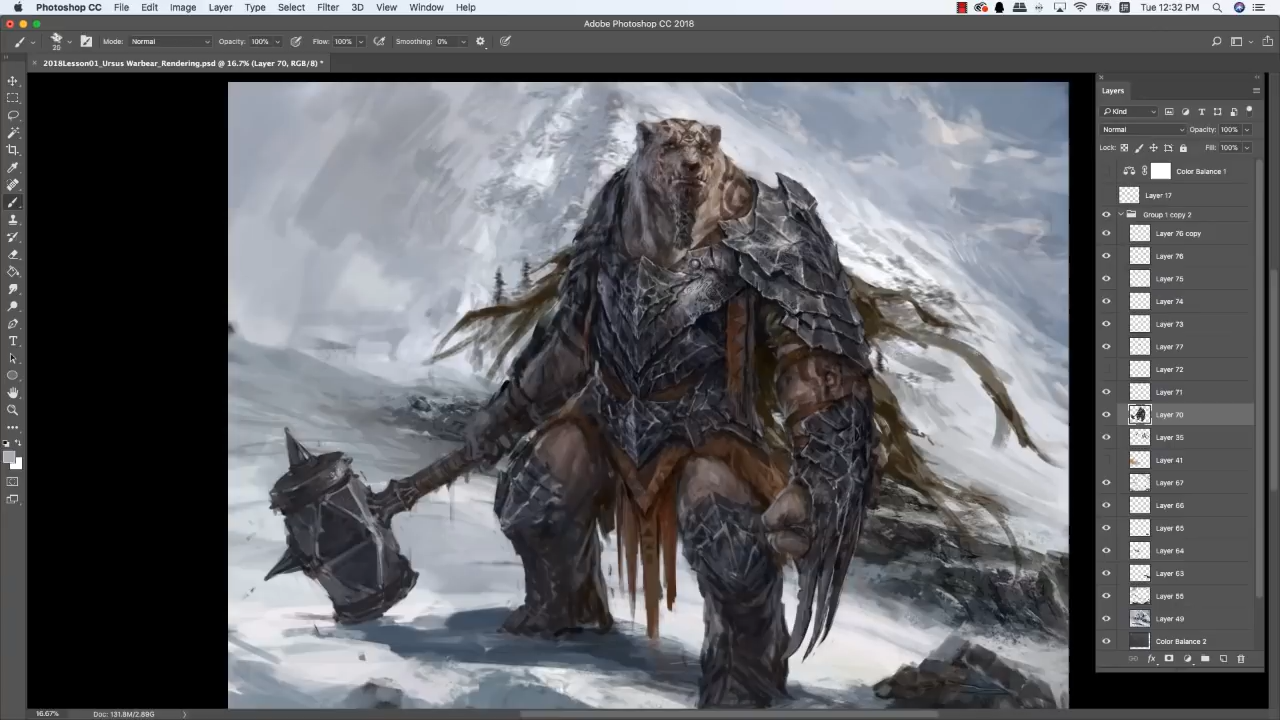 Photoshop CC File Edit Image Layer Type Select Filter 3D View Window Help Tue 12:32 PM
Adobe Photoshop CC 2018
20 Mode: Normal Opacity: 100% Flow: 100% Smoothing: 0%
2018Lesson01_Ursus Warbear_Rendering.psd @ 16.7% (Layer 70, RGB/8) *
Layers
Kind
Normal Opacity: 100%
Lock: Fill: 100%
Color Balance 1
Layer 17
Group 1 copy 2
Layer 76 copy
Layer 76
Layer 75
Layer 74
Layer 73
Layer 77
Layer 72
Layer 71
Layer 70
Layer 35
Layer 41
Layer 67
Layer 66
Layer 65
Layer 64
Layer 63
Layer 55
Layer 49
Color Balance 2
fx
16.67% Doc: 131.8M/2.89G